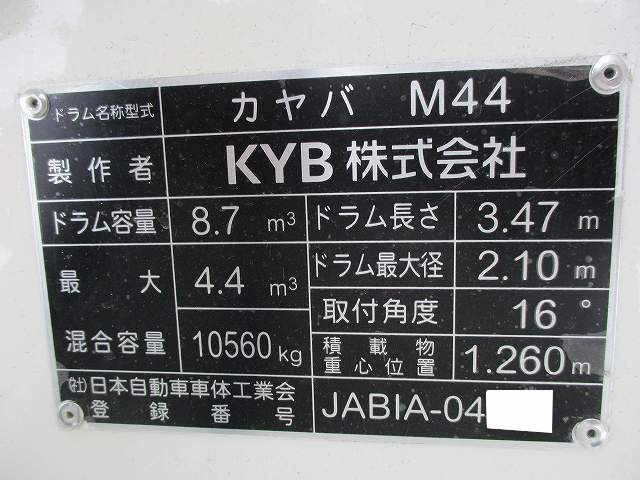 ドラム名称型式 カヤバ M44
製作者 KYB 株式会社
ドラム容量 8.7 m³ ドラム長さ 3.47 m
最大 4.4 m³ ドラム最大径 2.10 m
取付角度 16°
混合容量 10560 kg 積載物
重心位置 1.260 m
(社)日本自動車車体工業会
登録番号 JABIA-04